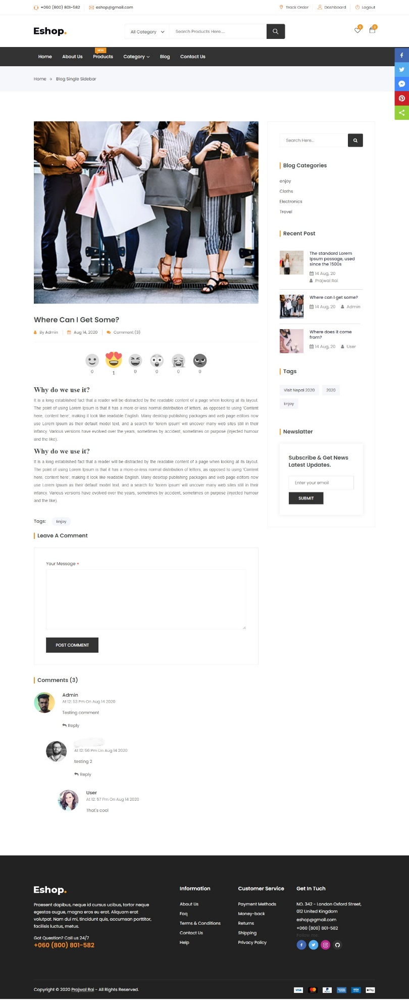 +060 (800) 801-582
eshop@gmail.com
Track Order
Dashboard
Logout
Eshop.
All Category
Search Products Here.....
0
0
NEW
Home
About Us
Products
Category
Blog
Contact Us
Home
Blog Single Sidebar
Where Can I Get Some?
By Admin
Aug 14, 2020
Comment (3)
0
1
0
0
0
0
Why do we use it?
It is a long established fact that a reader will be distracted by the readable content of a page when looking at its layout.
The point of using Lorem Ipsum is that it has a more-or-less normal distribution of letters, as opposed to using 'Content
here, content here', making it look like readable English. Many desktop publishing packages and web page editors now
use Lorem Ipsum as their default model text, and a search for 'lorem ipsum' will uncover many web sites still in their
infancy. Various versions have evolved over the years, sometimes by accident, sometimes on purpose (injected humour
and the like).
Why do we use it?
It is a long established fact that a reader will be distracted by the readable content of a page when looking at its layout.
The point of using Lorem Ipsum is that it has a more-or-less normal distribution of letters, as opposed to using 'Content
here, content here', making it look like readable English. Many desktop publishing packages and web page editors now
use Lorem Ipsum as their default model text, and a search for 'lorem ipsum' will uncover many web sites still in their
infancy. Various versions have evolved over the years, sometimes by accident, sometimes on purpose (injected humour
and the like).
Tags:
Enjoy
Leave A Comment
Your Message *
POST COMMENT
Comments (3)
Admin
At 12: 53 Pm On Aug 14 2020
Testing comment
Reply
At 12: 56 Pm On Aug 14 2020
testing 2
Reply
User
At 12: 57 Pm On Aug 14 2020
That's cool
Search Here...
Blog Categories
enjoy
Cloths
Electronics
Travel
Recent Post
The standard Lorem
Ipsum passage, used
since the 1500s
14 Aug, 20
Prajwal Rai
Where can I get some?
14 Aug, 20
Admin
Where does it come
from?
14 Aug, 20
User
Tags
Visit Nepal 2020
2020
Enjoy
Newslatter
Subscribe & Get News
Latest Updates.
Enter your email
SUBMIT
Eshop.
Praesent dapibus, neque id cursus ucibus, tortor neque
egestas augue, magna eros eu erat. Aliquam erat
volutpat. Nam dui mi, tincidunt quis, accumsan porttitor,
facilisis luctus, metus.
Got Question? Call us 24/7
+060 (800) 801-582
Information
About Us
Faq
Terms & Conditions
Contact Us
Help
Customer Service
Payment Methods
Money-back
Returns
Shipping
Privacy Policy
Get In Tuch
NO. 342 - London Oxford Street,
012 United Kingdom
eshop@gmail.com
+060 (800) 801-582
Follow me:
Copyright © 2020 Prajwal Rai - All Rights Reserved.
VISA
PayPal
VISA
Pay